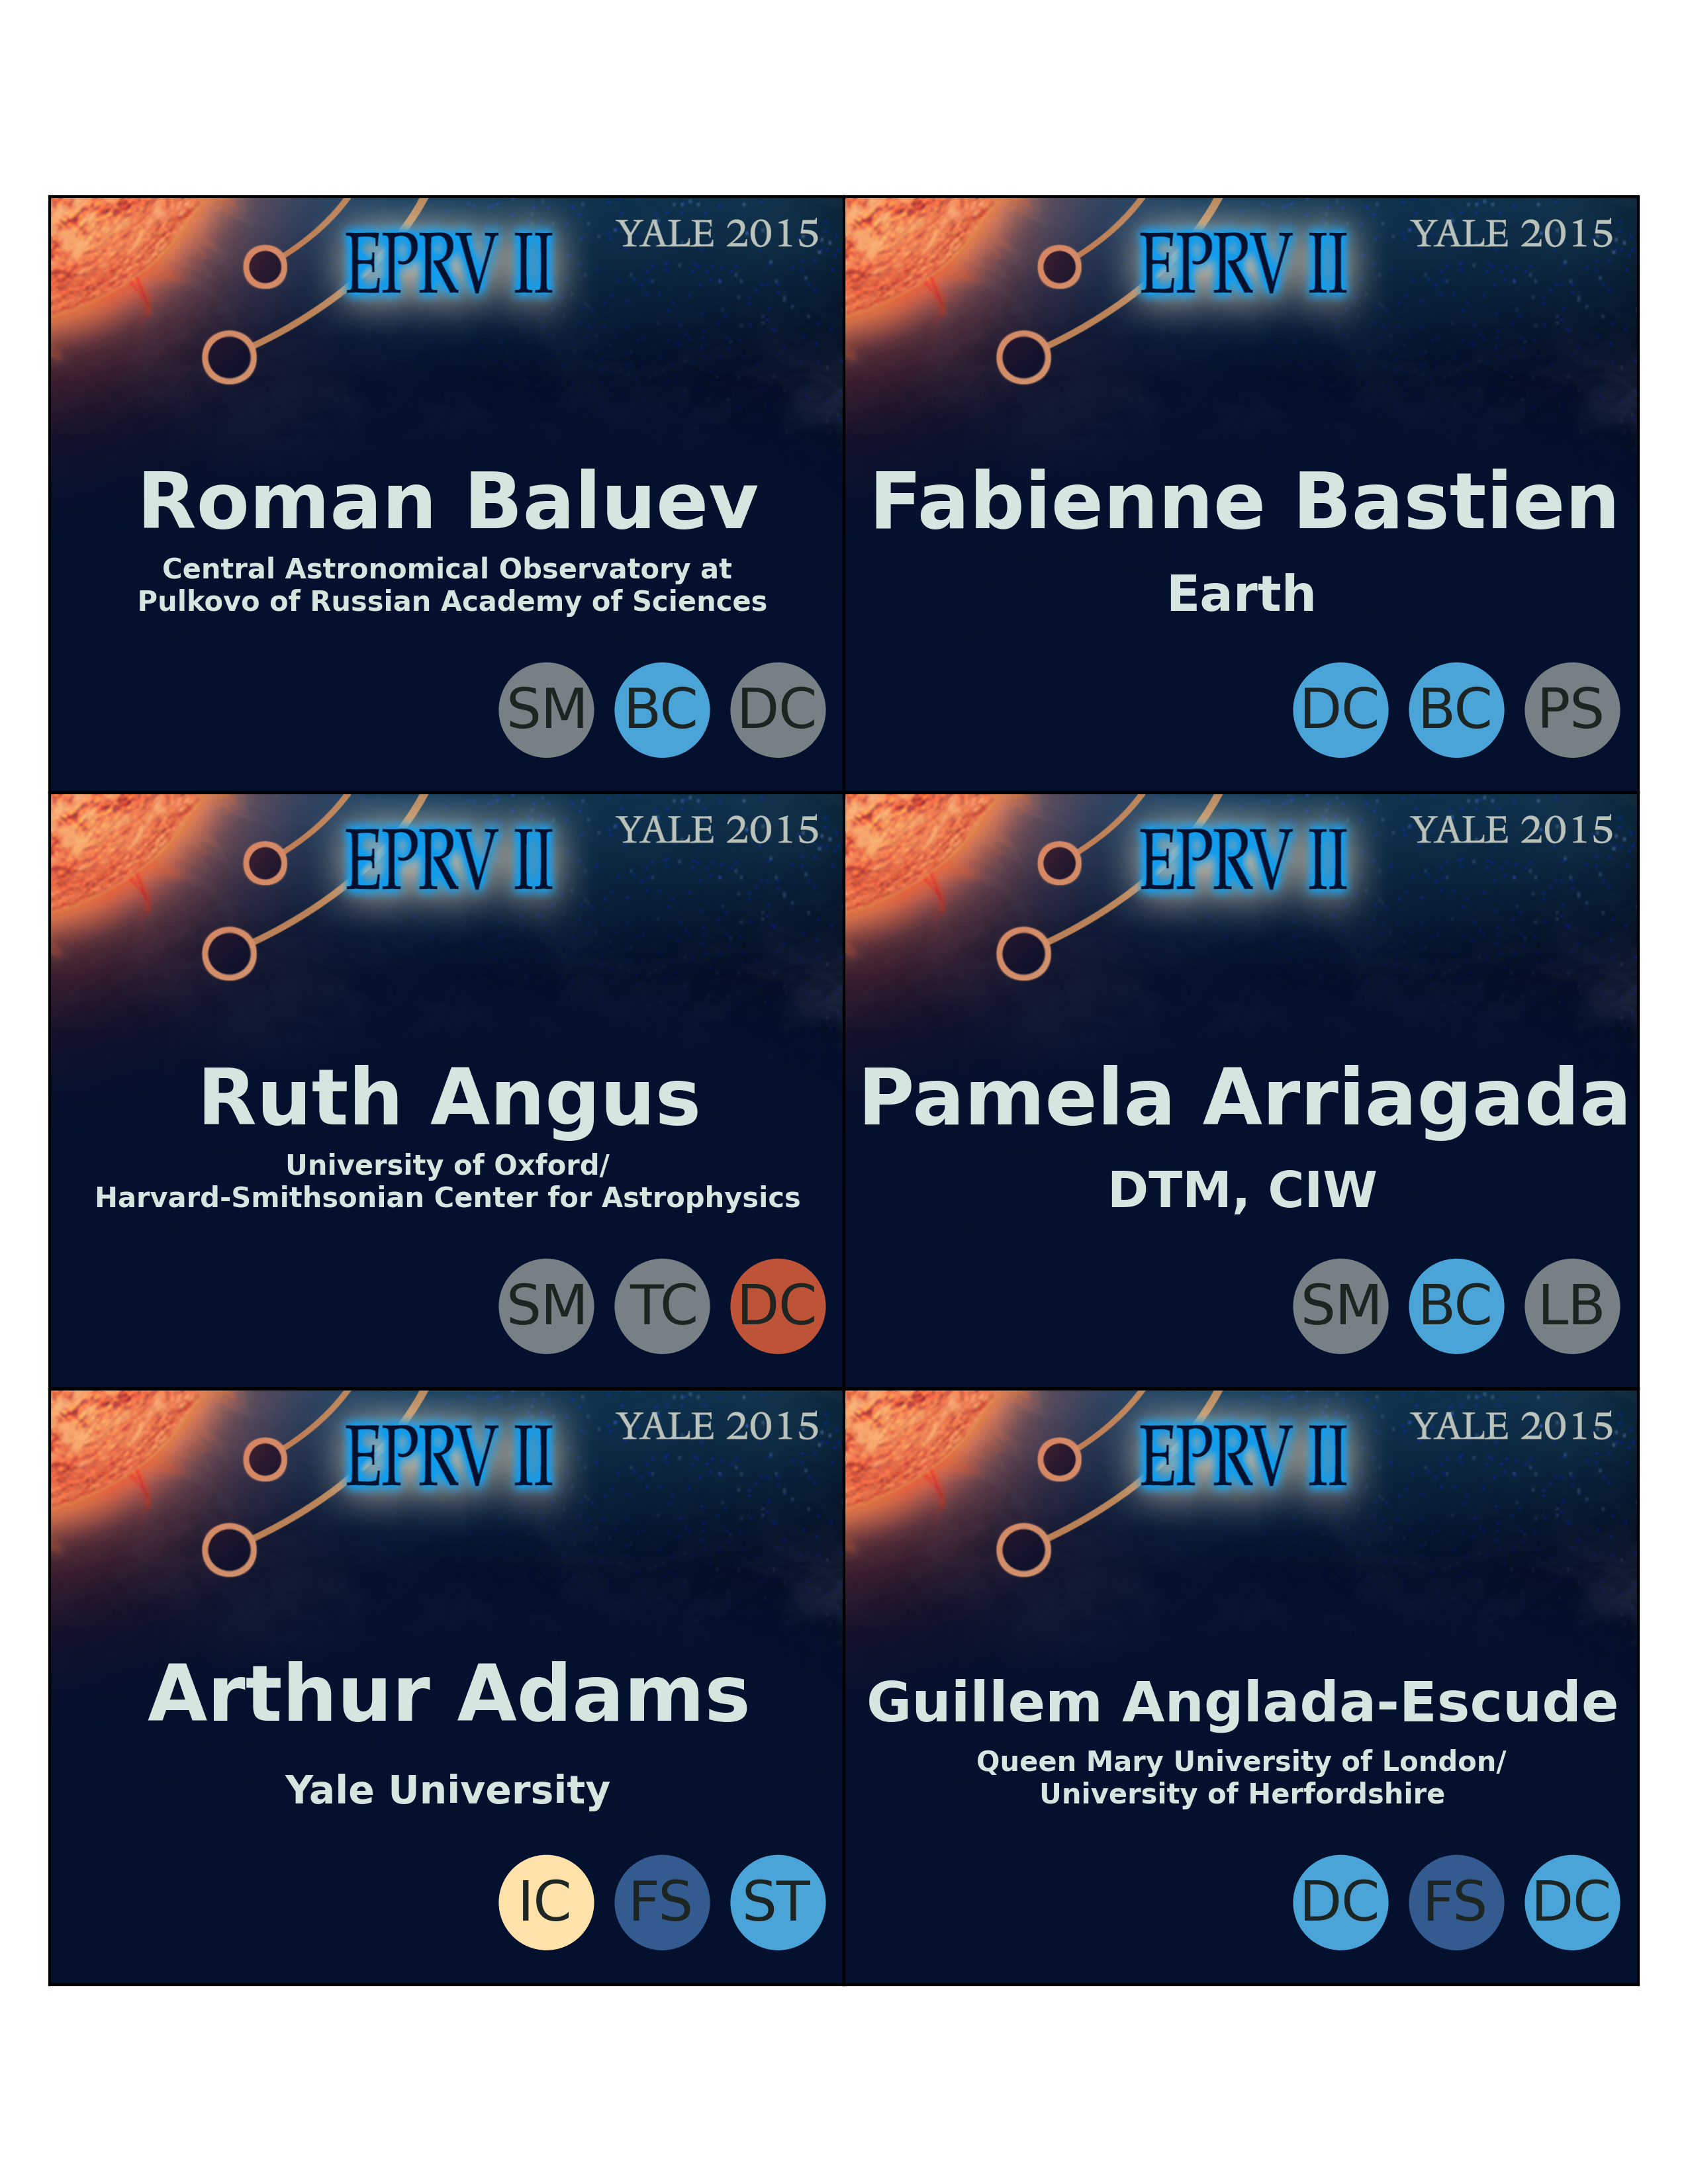 EPRV II
YALE 2015
Roman Baluev
Central Astronomical Observatory at
Pulkovo of Russian Academy of Sciences
SM BC DC
EPRV II
YALE 2015
Fabienne Bastien
Earth
DC BC PS
EPRV II
YALE 2015
Ruth Angus
University of Oxford/
Harvard-Smithsonian Center for Astrophysics
SM TC DC
EPRV II
YALE 2015
Pamela Arriagada
DTM, CIW
SM BC LB
EPRV II
YALE 2015
Arthur Adams
Yale University
IC FS ST
EPRV II
YALE 2015
Guillem Anglada-Escude
Queen Mary University of London/
University of Herfordshire
DC FS DC